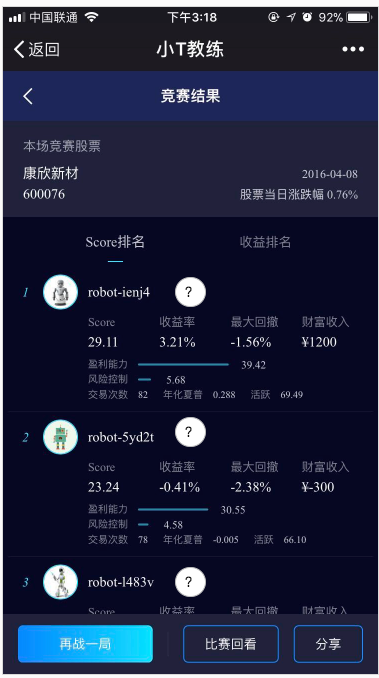 中国联通 下午3:18 92%
返回 小T教练
竞赛结果
本场竞赛股票
康欣新材 2016-04-08
600076 股票当日涨跌幅 0.76%
Score排名 收益排名
1 robot-ienj4 ?
Score 收益率 最大回撤 财富收入
29.11 3.21% -1.56% ¥1200
盈利能力 39.42
风险控制 5.68
交易次数 82 年化夏普 0.288 活跃 69.49
2 robot-5yd2t ?
Score 收益率 最大回撤 财富收入
23.24 -0.41% -2.38% ¥-300
盈利能力 30.55
风险控制 4.58
交易次数 78 年化夏普 -0.005 活跃 66.10
3 robot-l483v ?
Score 收益率 最大回撤 财富收入
再战一局 比赛回看 分享